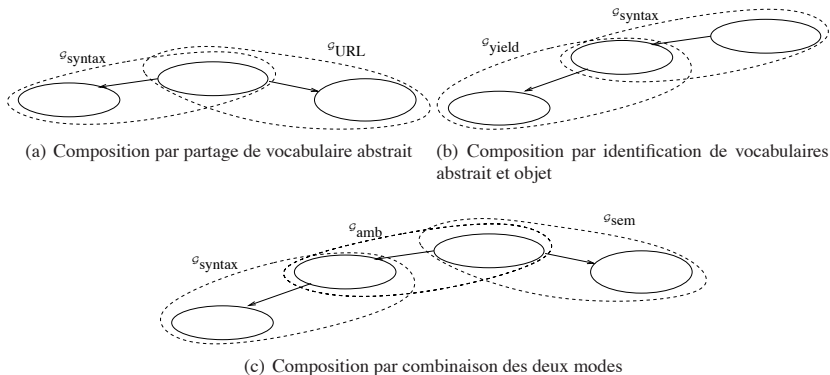 𝒢syntax
𝒢URL
(a) Composition par partage de vocabulaire abstrait
𝒢yield
𝒢syntax
(b) Composition par identification de vocabulaires
abstrait et objet
𝒢syntax
𝒢amb
𝒢sem
(c) Composition par combinaison des deux modes